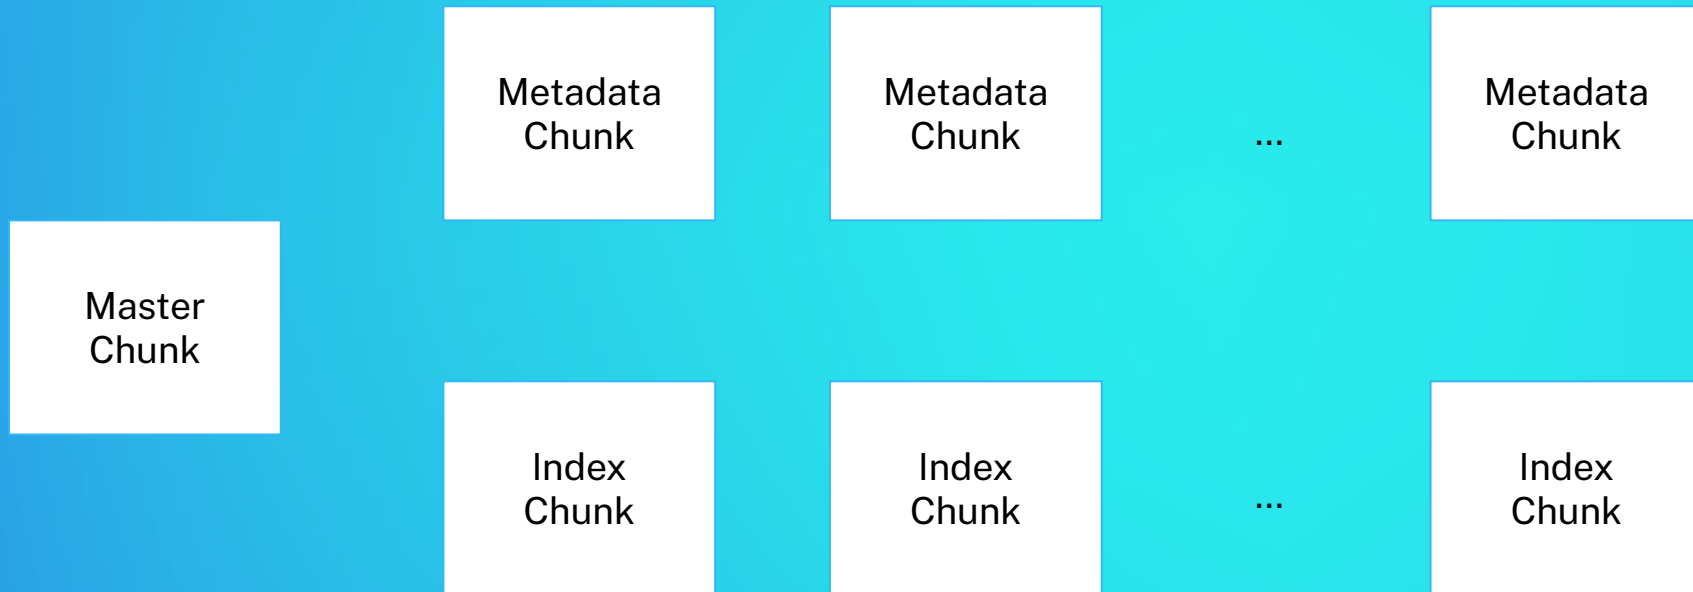 Metadata
Chunk
Metadata
Chunk
...
Metadata
Chunk
Master
Chunk
Index
Chunk
Index
Chunk
...
Index
Chunk